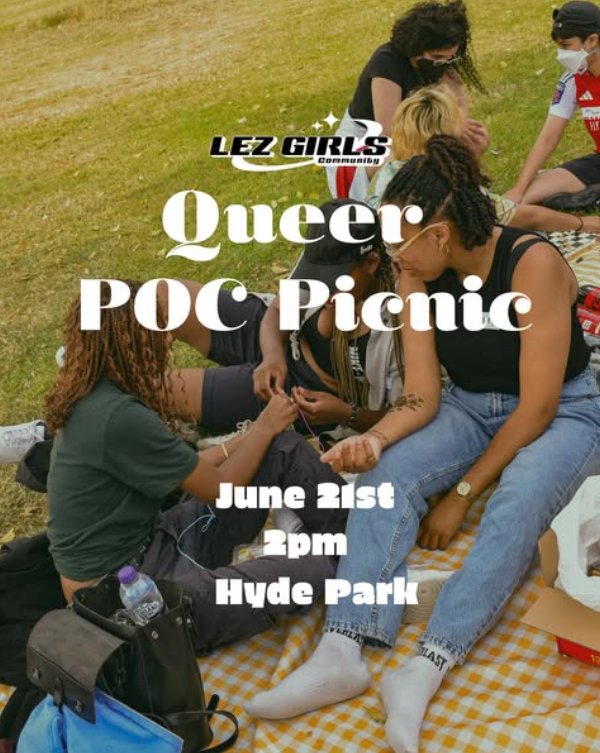 LEZ GIRLS
Community
Queer
POC Picnic
June 21st
2pm
Hyde Park